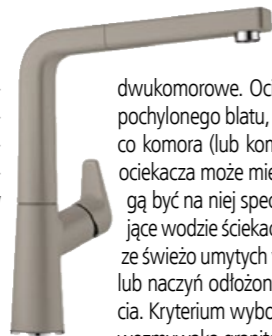 dwukomorowe. Oci
pochylonego blatu,
co komora (lub kom
ociekacza może mie
gą być na niej spec
jące wodzie ściekać
ze świeżo umytych
lub naczyń odłożon
cia. Kryterium wybo